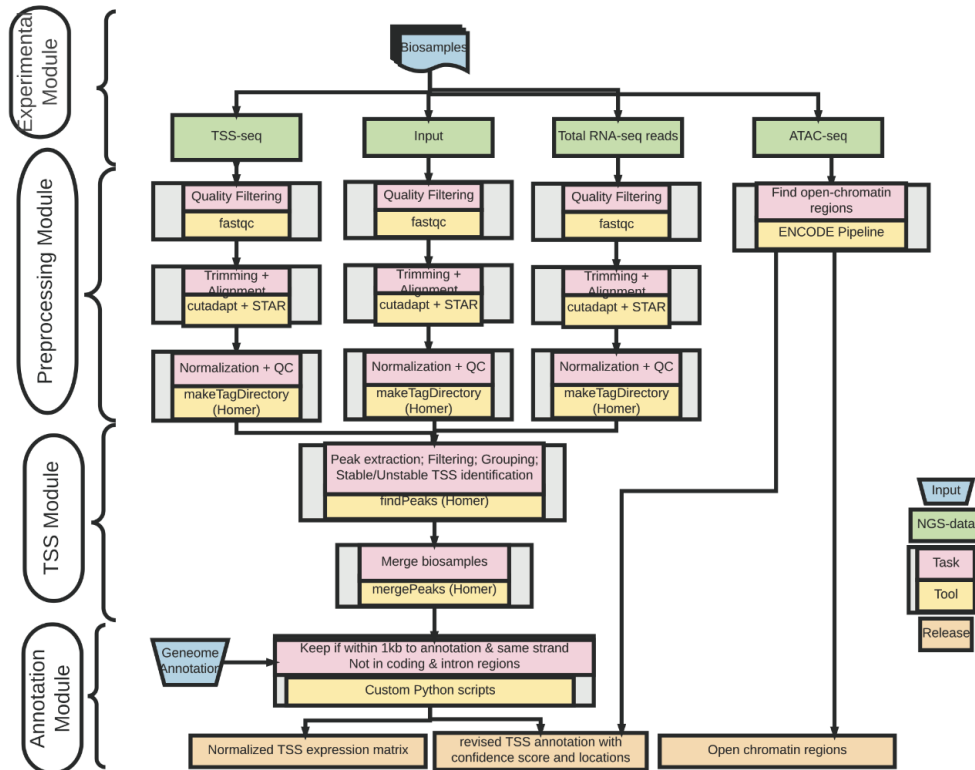 Experimental
Module
Biosamples
TSS-seq
Input
Total RNA-seq reads
ATAC-seq
Preprocessing Module
Quality Filtering
fastqc
Quality Filtering
fastqc
Quality Filtering
fastqc
Find open-chromatin
regions
ENCODE Pipeline
Trimming +
Alignment
cutadapt + STAR
Trimming +
Alignment
cutadapt + STAR
Trimming +
Alignment
cutadapt + STAR
Normalization + QC
makeTagDirectory
(Homer)
Normalization + QC
makeTagDirectory
(Homer)
Normalization + QC
makeTagDirectory
(Homer)
TSS Module
Peak extraction; Filtering; Grouping;
Stable/Unstable TSS identification
findPeaks (Homer)
Merge biosamples
mergePeaks (Homer)
Input
NGS-data
Task
Tool
Release
Annotation
Module
Geneome
Annotation
Keep if within 1kb to annotation & same strand
Not in coding & intron regions
Custom Python scripts
Normalized TSS expression matrix
revised TSS annotation with
confidence score and locations
Open chromatin regions